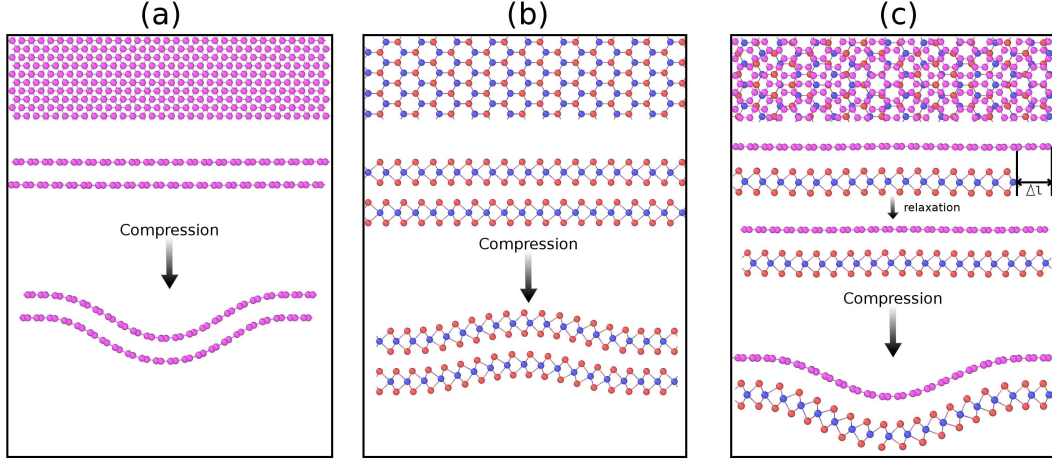 (a)
(b)
(c)
Δl
relaxation
Compression
Compression
Compression